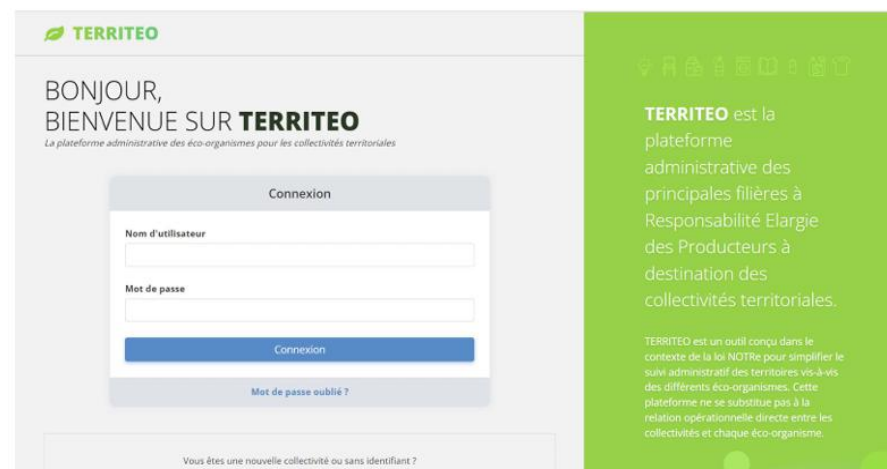 TERRITEO
BONJOUR,
BIENVENUE SUR TERRITEO
La plateforme administrative des éco-organismes pour les collectivités territoriales
Connexion
Nom d'utilisateur
Mot de passe
Connexion
Mot de passe oublié ?
Vous êtes une nouvelle collectivité ou sans identifiant ?
TERRITEO est la
plateforme
administrative des
principales filières à
Responsabilité Elargie
des Producteurs à
destination des
collectivités territoriales.
TERRITEO est un outil conçu dans le
contexte de la loi NOTRe pour simplifier le
suivi administratif des territoires vis-à-vis
des différents éco-organismes. Cette
plateforme ne se substitue pas à la
relation opérationnelle directe entre les
collectivités et chaque éco-organisme.